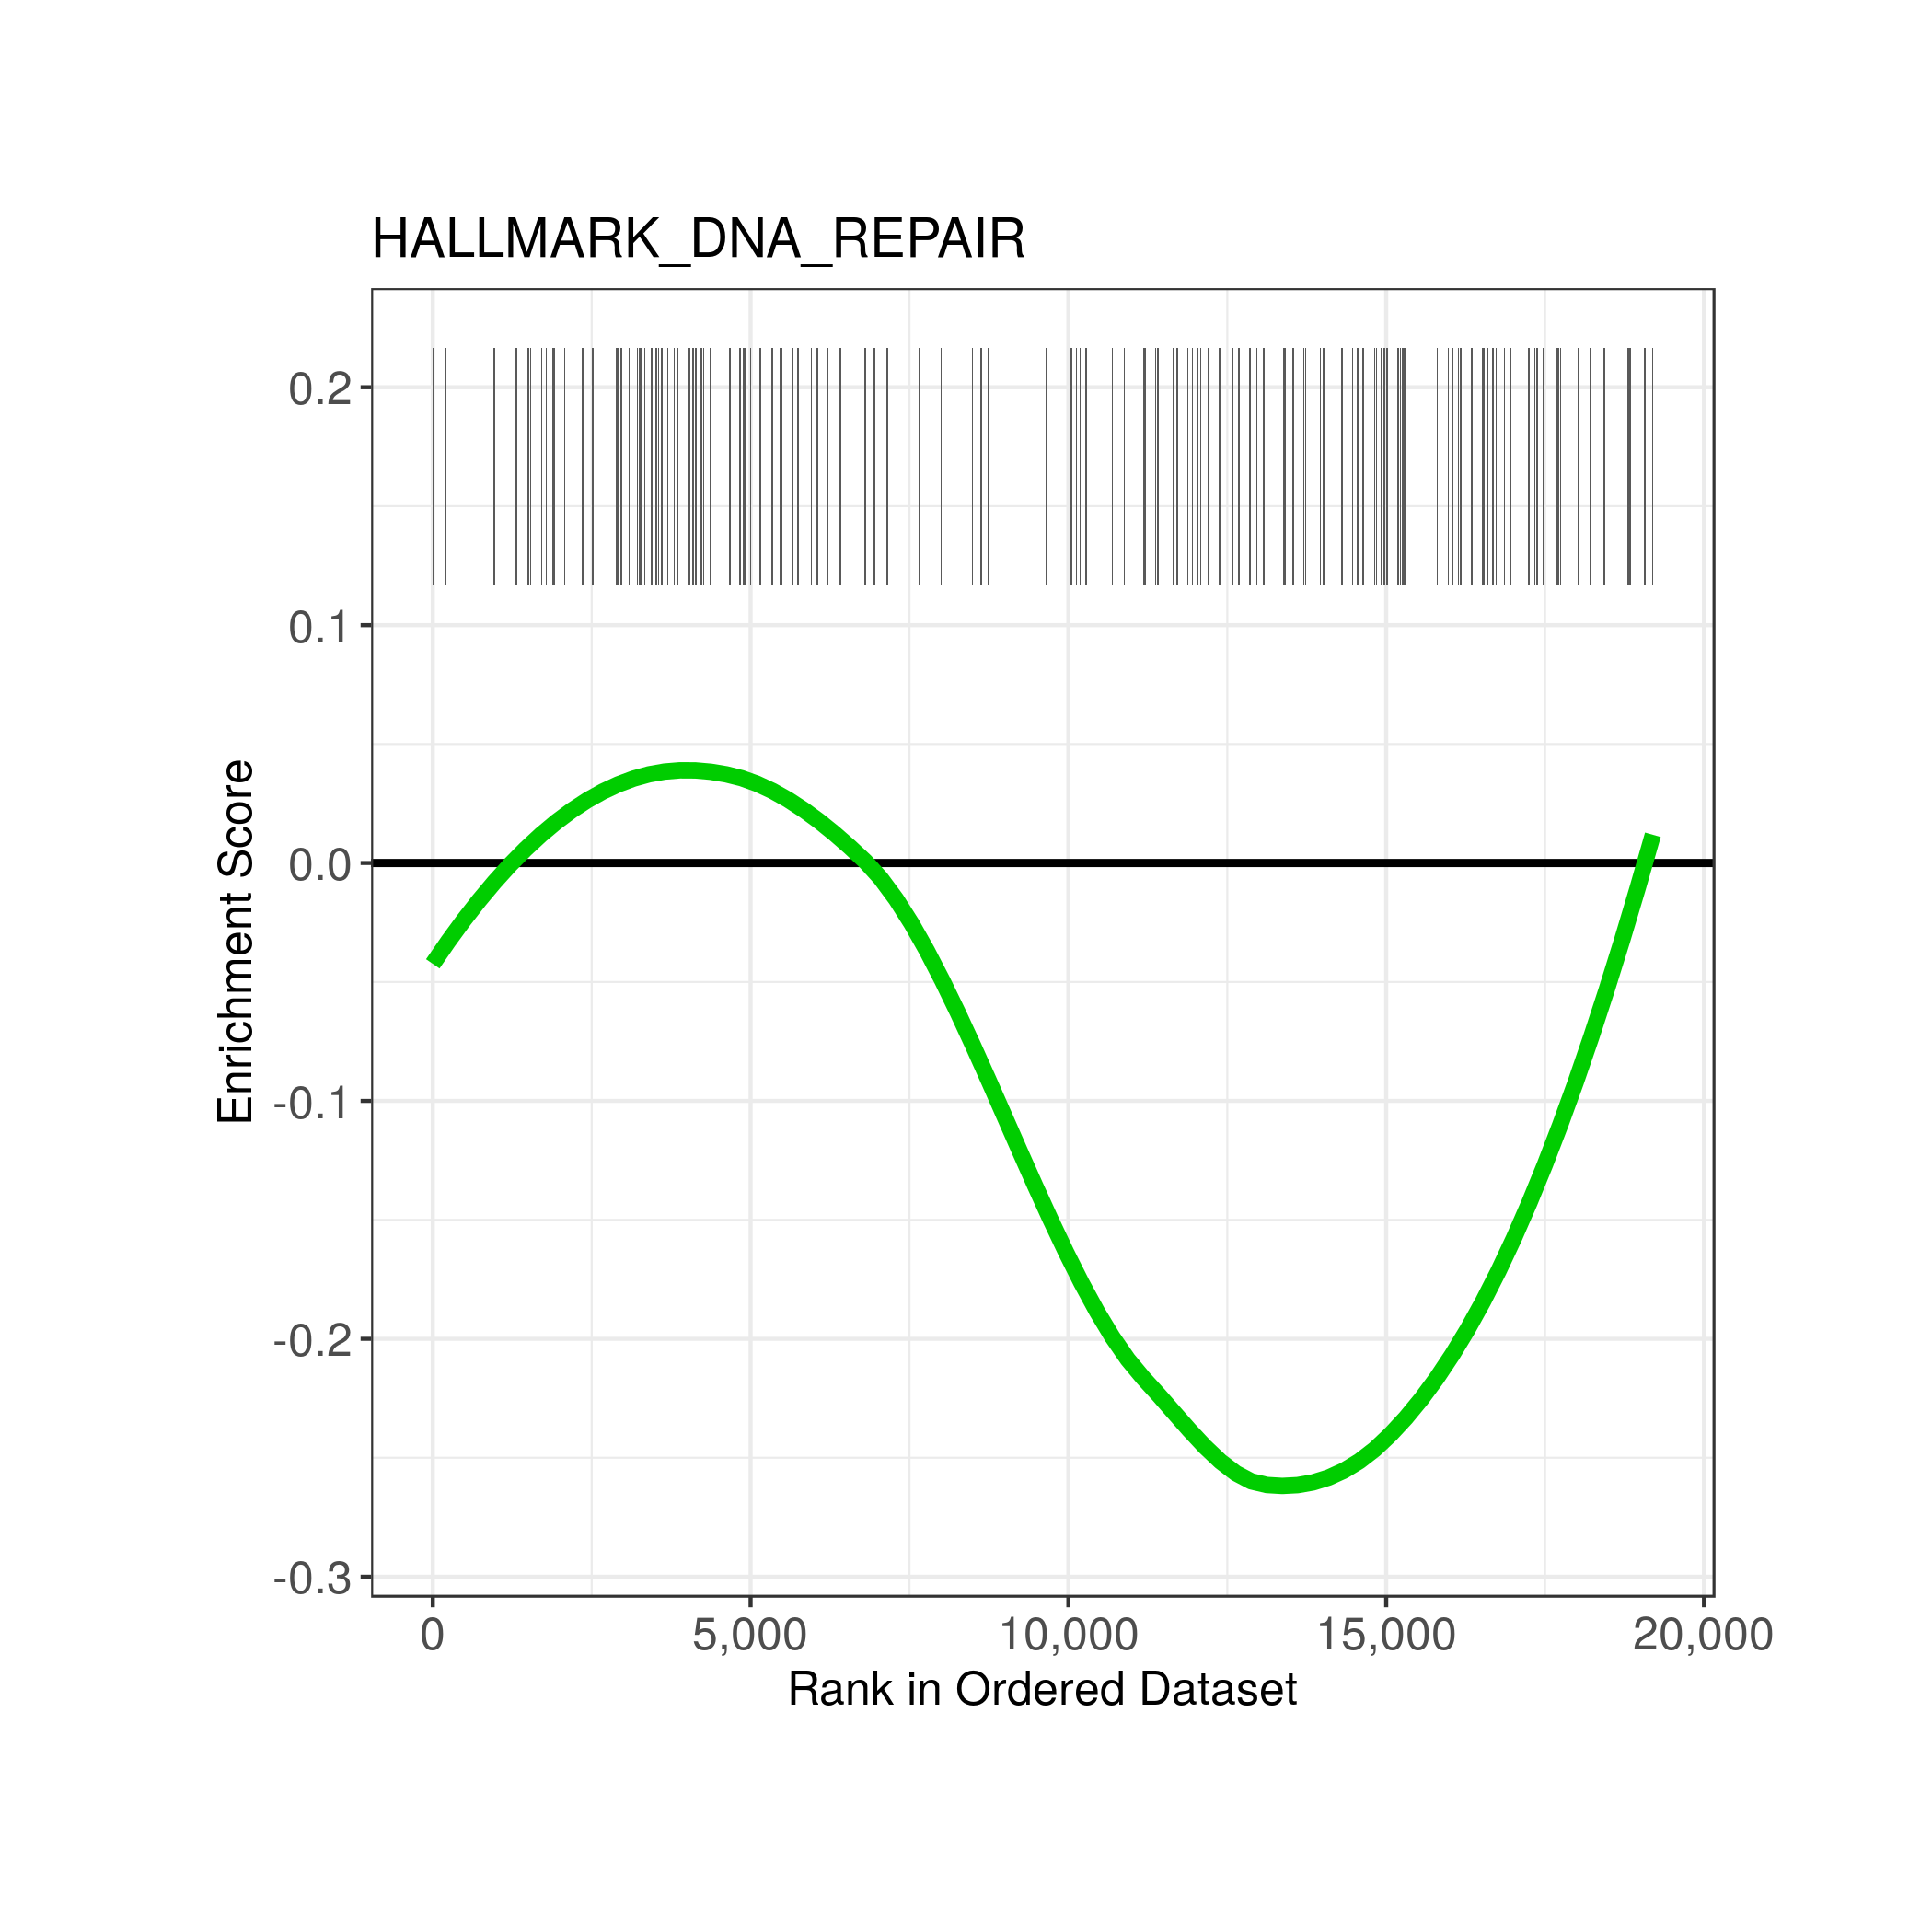 HALLMARK_DNA_REPAIR
Enrichment Score
0.2
0.1
0.0
-0.1
-0.2
-0.3
0 5,000 10,000 15,000 20,000
Rank in Ordered Dataset